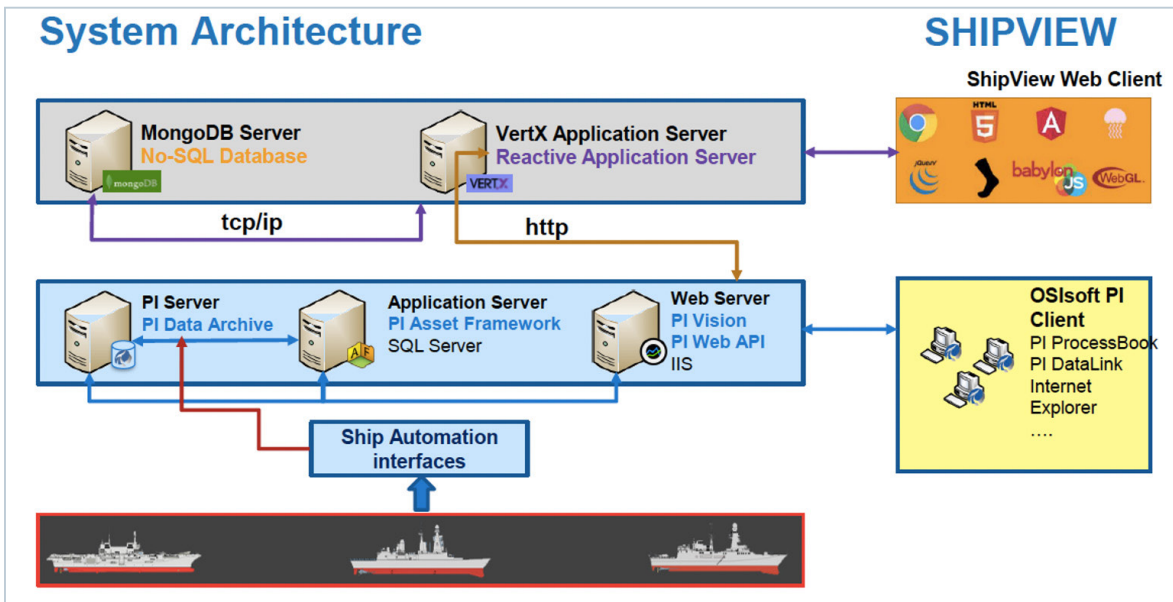 System Architecture
SHIPVIEW
ShipView Web Client
MongoDB Server
No-SQL Database
mongoDB
VertX Application Server
Reactive Application Server
VERT.X
HTML
5
A
jQuery
babylon
JS
WebGL
tcp/ip
http
PI Server
PI Data Archive
Application Server
PI Asset Framework
SQL Server
A F
Web Server
PI Vision
PI Web API
IIS
OSIsoft PI
Client
PI ProcessBook
PI DataLink
Internet
Explorer
....
Ship Automation
interfaces